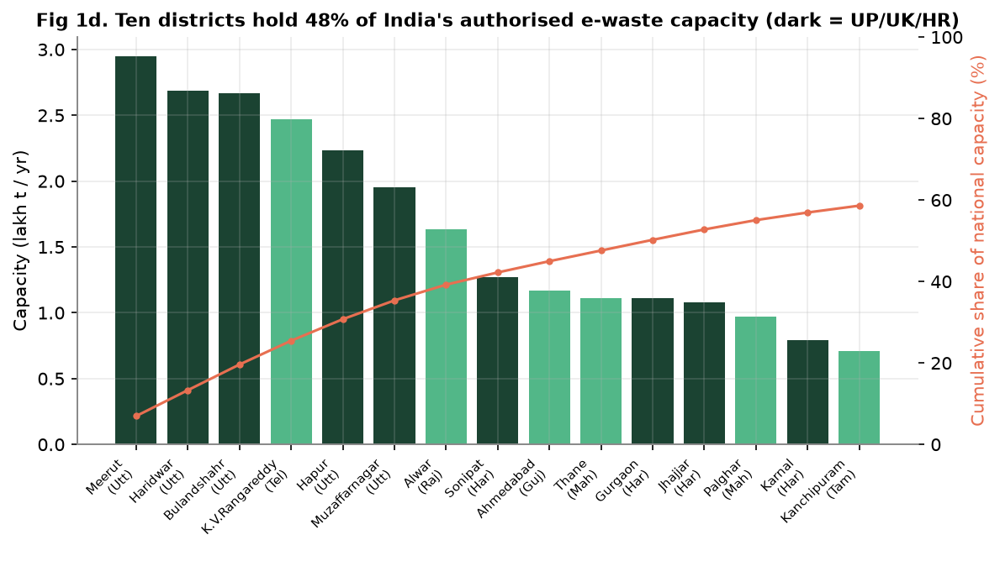 Fig 1d. Ten districts hold 48% of India's authorised e-waste capacity (dark = UP/UK/HR)
Capacity (lakh t / yr)
3.0
2.5
2.0
1.5
1.0
0.5
0.0
100
80
60
40
20
0
Cumulative share of national capacity (%)
Meerut
(Utt)
Haridwar
(Utt)
Bulandshahr
(Utt)
K.V.Rangareddy
(Tel)
Hapur
(Utt)
Muzaffarnagar
(Utt)
Alwar
(Raj)
Sonipat
(Har)
Ahmedabad
(Guj)
Thane
(Mah)
Gurgaon
(Har)
Jhajjar
(Har)
Palghar
(Mah)
Karnal
(Har)
Kanchipuram
(Tam)